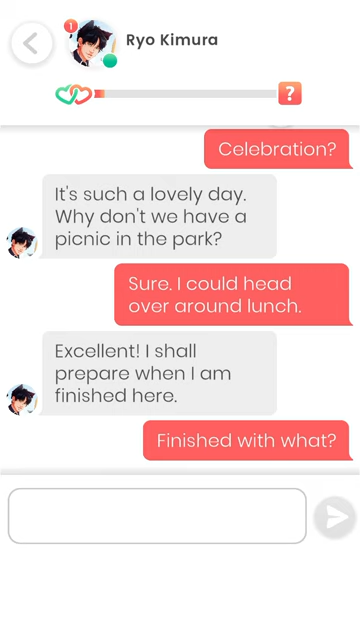 1
Ryo Kimura
?
Celebration?
It's such a lovely day.
Why don't we have a
picnic in the park?
Sure. I could head
over around lunch.
Excellent! I shall
prepare when I am
finished here.
Finished with what?